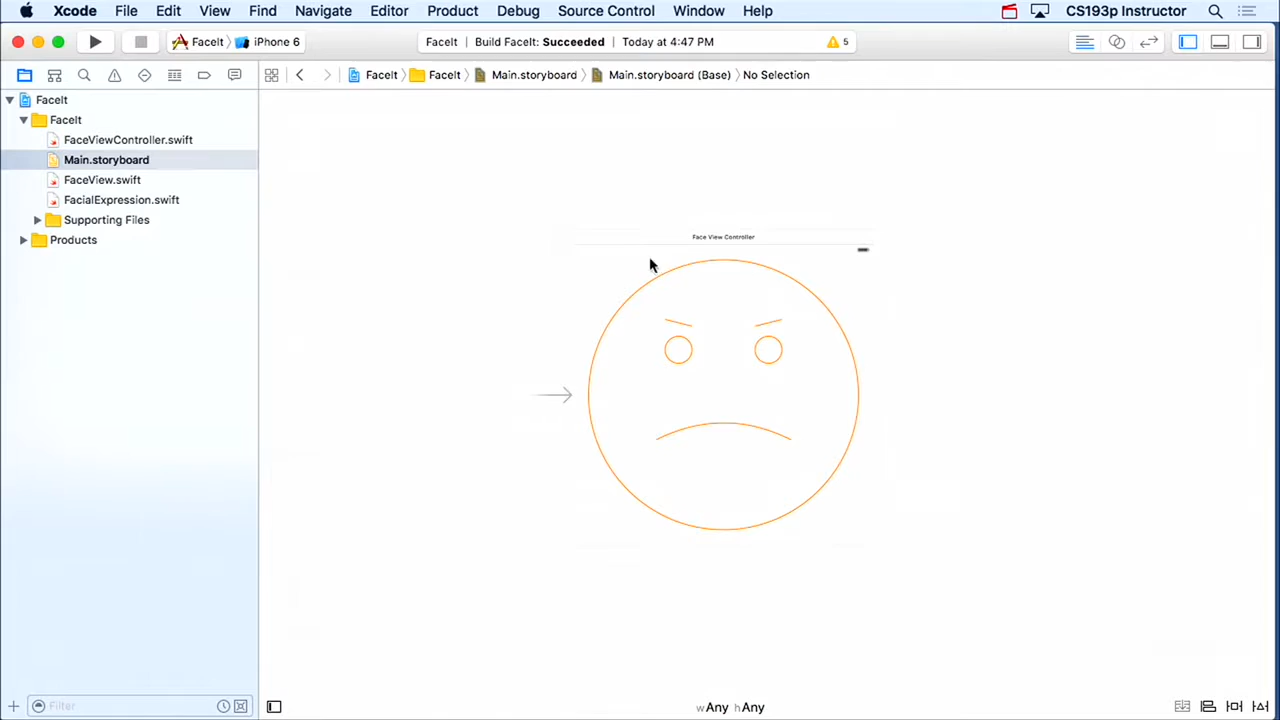 Xcode File Edit View Find Navigate Editor Product Debug Source Control Window Help CS193p Instructor
FaceIt iPhone 6 FaceIt Build FaceIt: Succeeded Today at 4:47 PM 5
FaceIt FaceIt Main.storyboard Main.storyboard (Base) No Selection
FaceIt
FaceIt
FaceViewController.swift
Main.storyboard
FaceView.swift
FacialExpression.swift
Supporting Files
Products
Face View Controller
Filter
wAny hAny